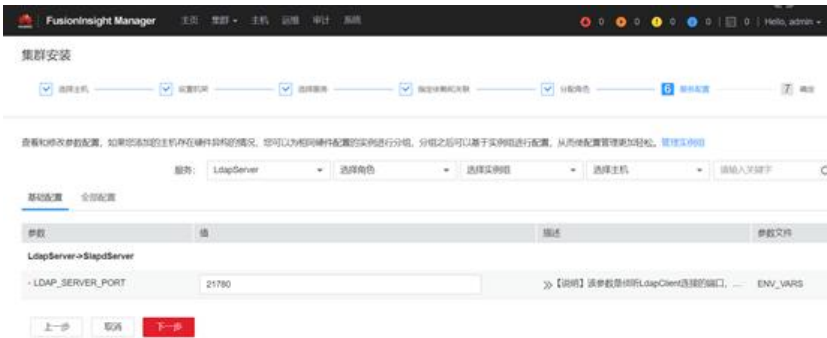 FusionInsight Manager 主页 集群 主机 运维 审计 系统 0 0 0 0 0 Hello, admin
集群安装
选择主机 设置机架 选择服务 分配角色 6 服务配置 7 确定
查看和修改参数配置，如果您添加的主机存在硬件异构的情况，您可以为相同硬件配置的实例进行分组，分组之后可以基于实例组进行配置，从而使配置管理更加轻松。管理实例组
服务： LdapServer 选择角色 选择实例组 选择主机 请输入关键字
基础配置 全部配置
参数 值 描述 参数文件
LdapServer->SlapdServer
- LDAP_SERVER_PORT 21780 【说明】该参数是侦听LdapClient连接的端口， ... ENV_VARS
上一步 取消 下一步